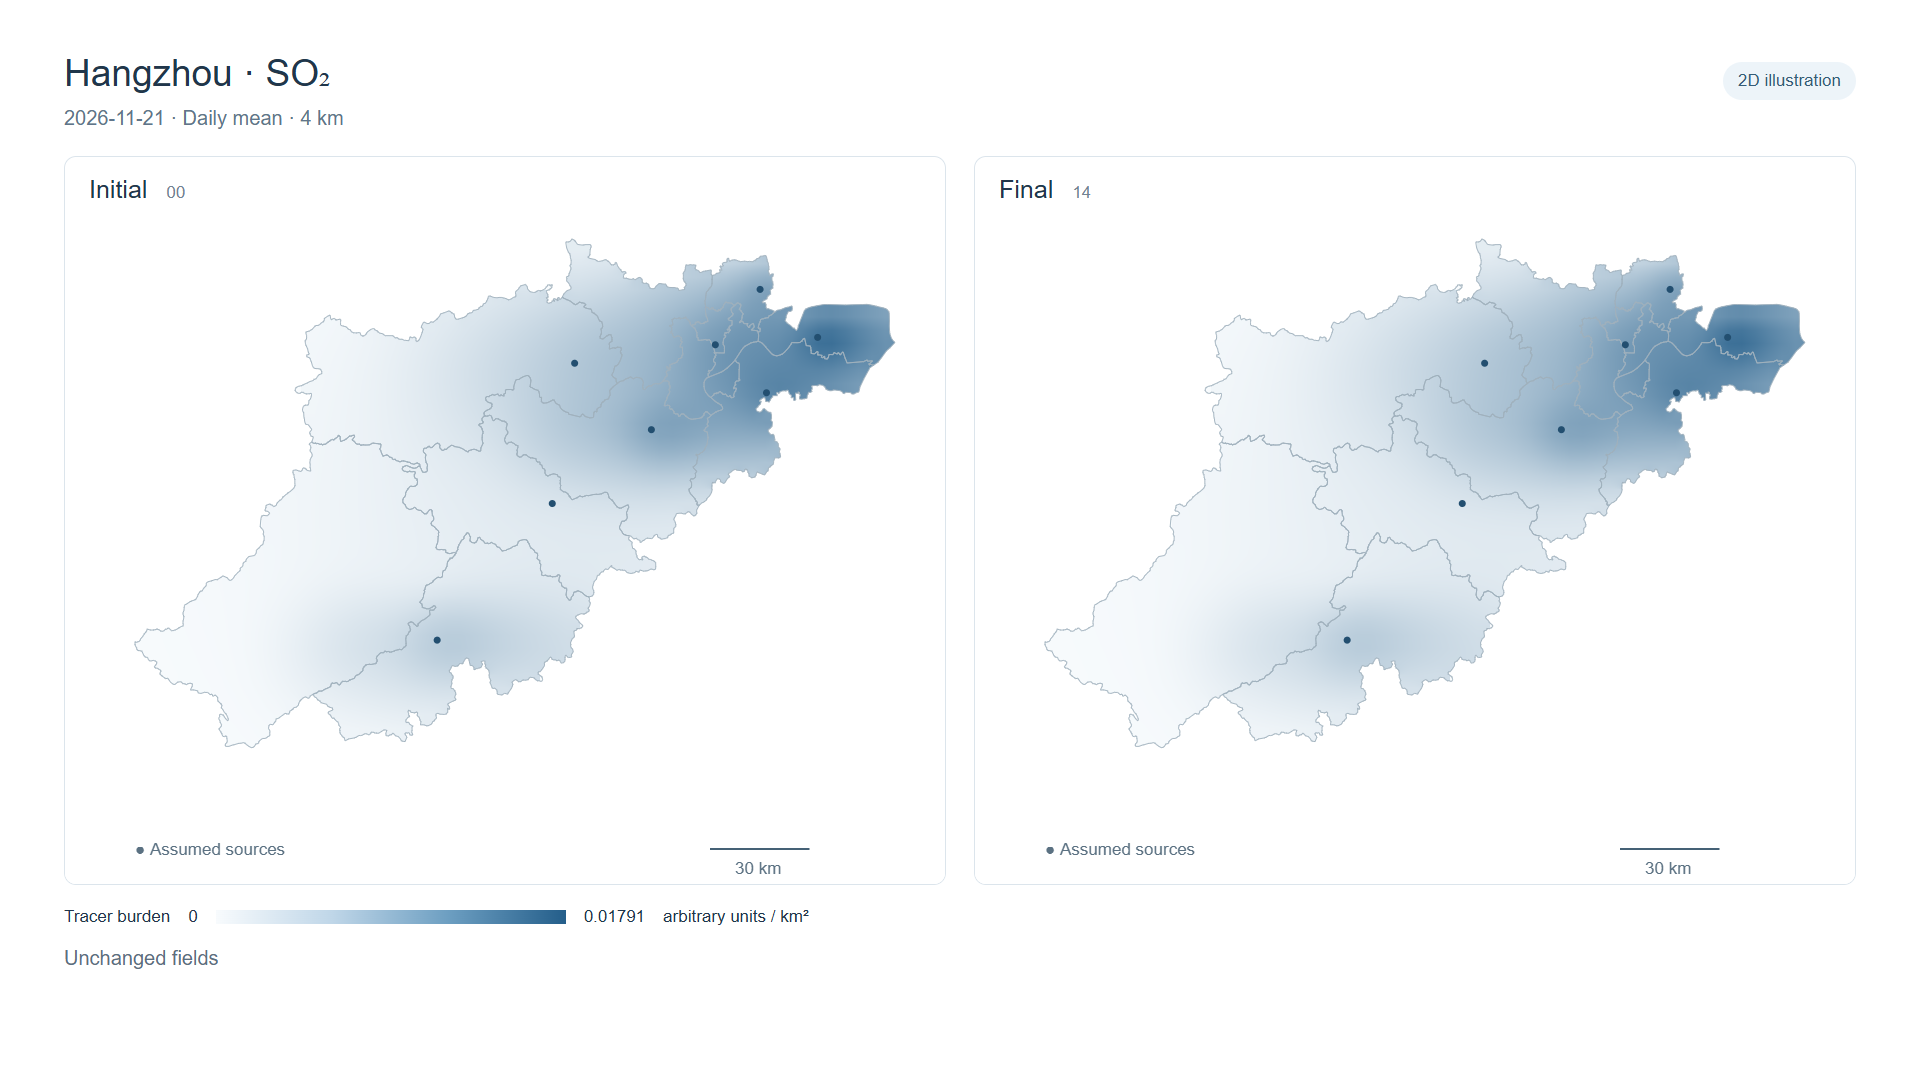 Hangzhou · SO₂
2D illustration
2026-11-21 · Daily mean · 4 km
Initial 00
Final 14
Assumed sources
30 km
Assumed sources
30 km
Tracer burden 0 0.01791 arbitrary units / km²
Unchanged fields